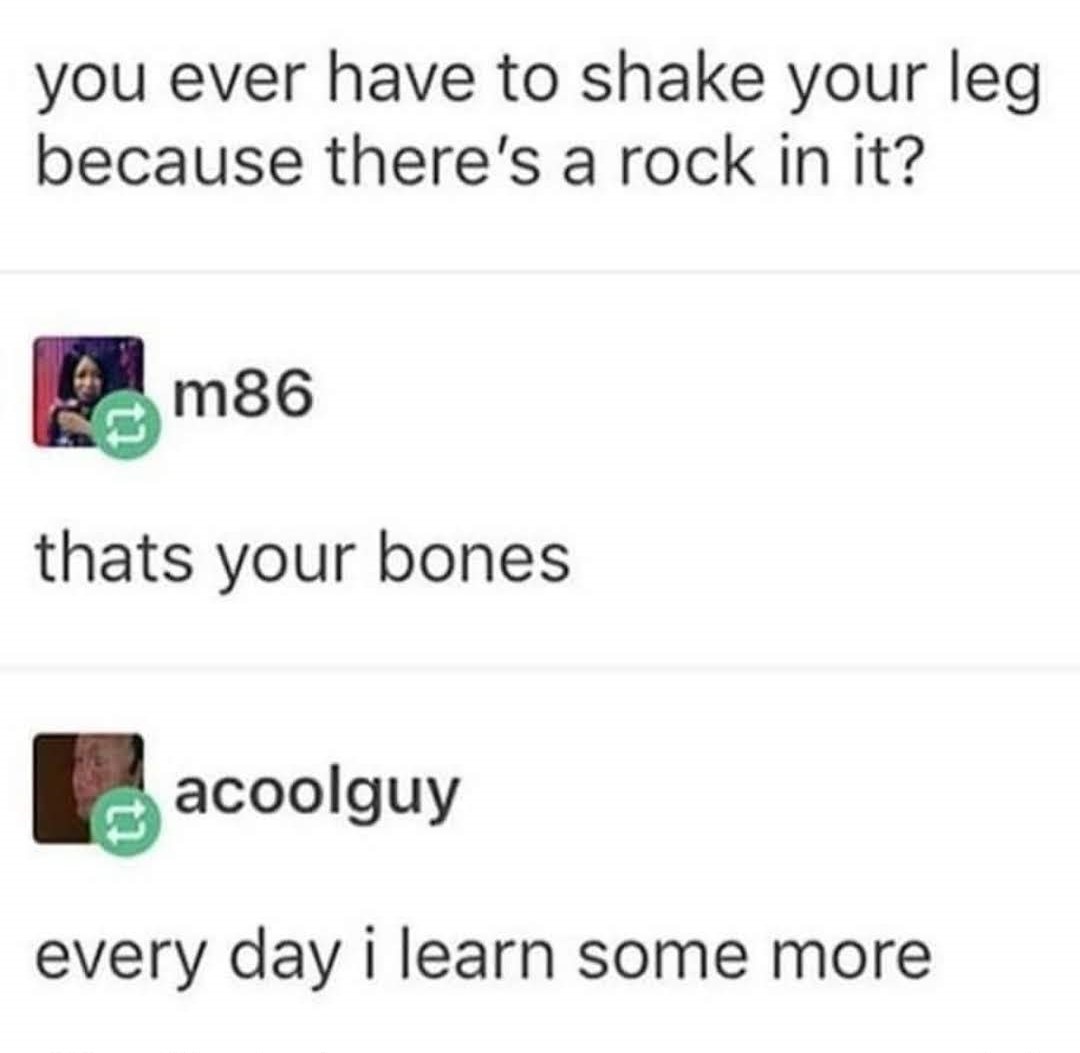 you ever have to shake your leg
because there's a rock in it?
m86
thats your bones
acoolguy
every day i learn some more